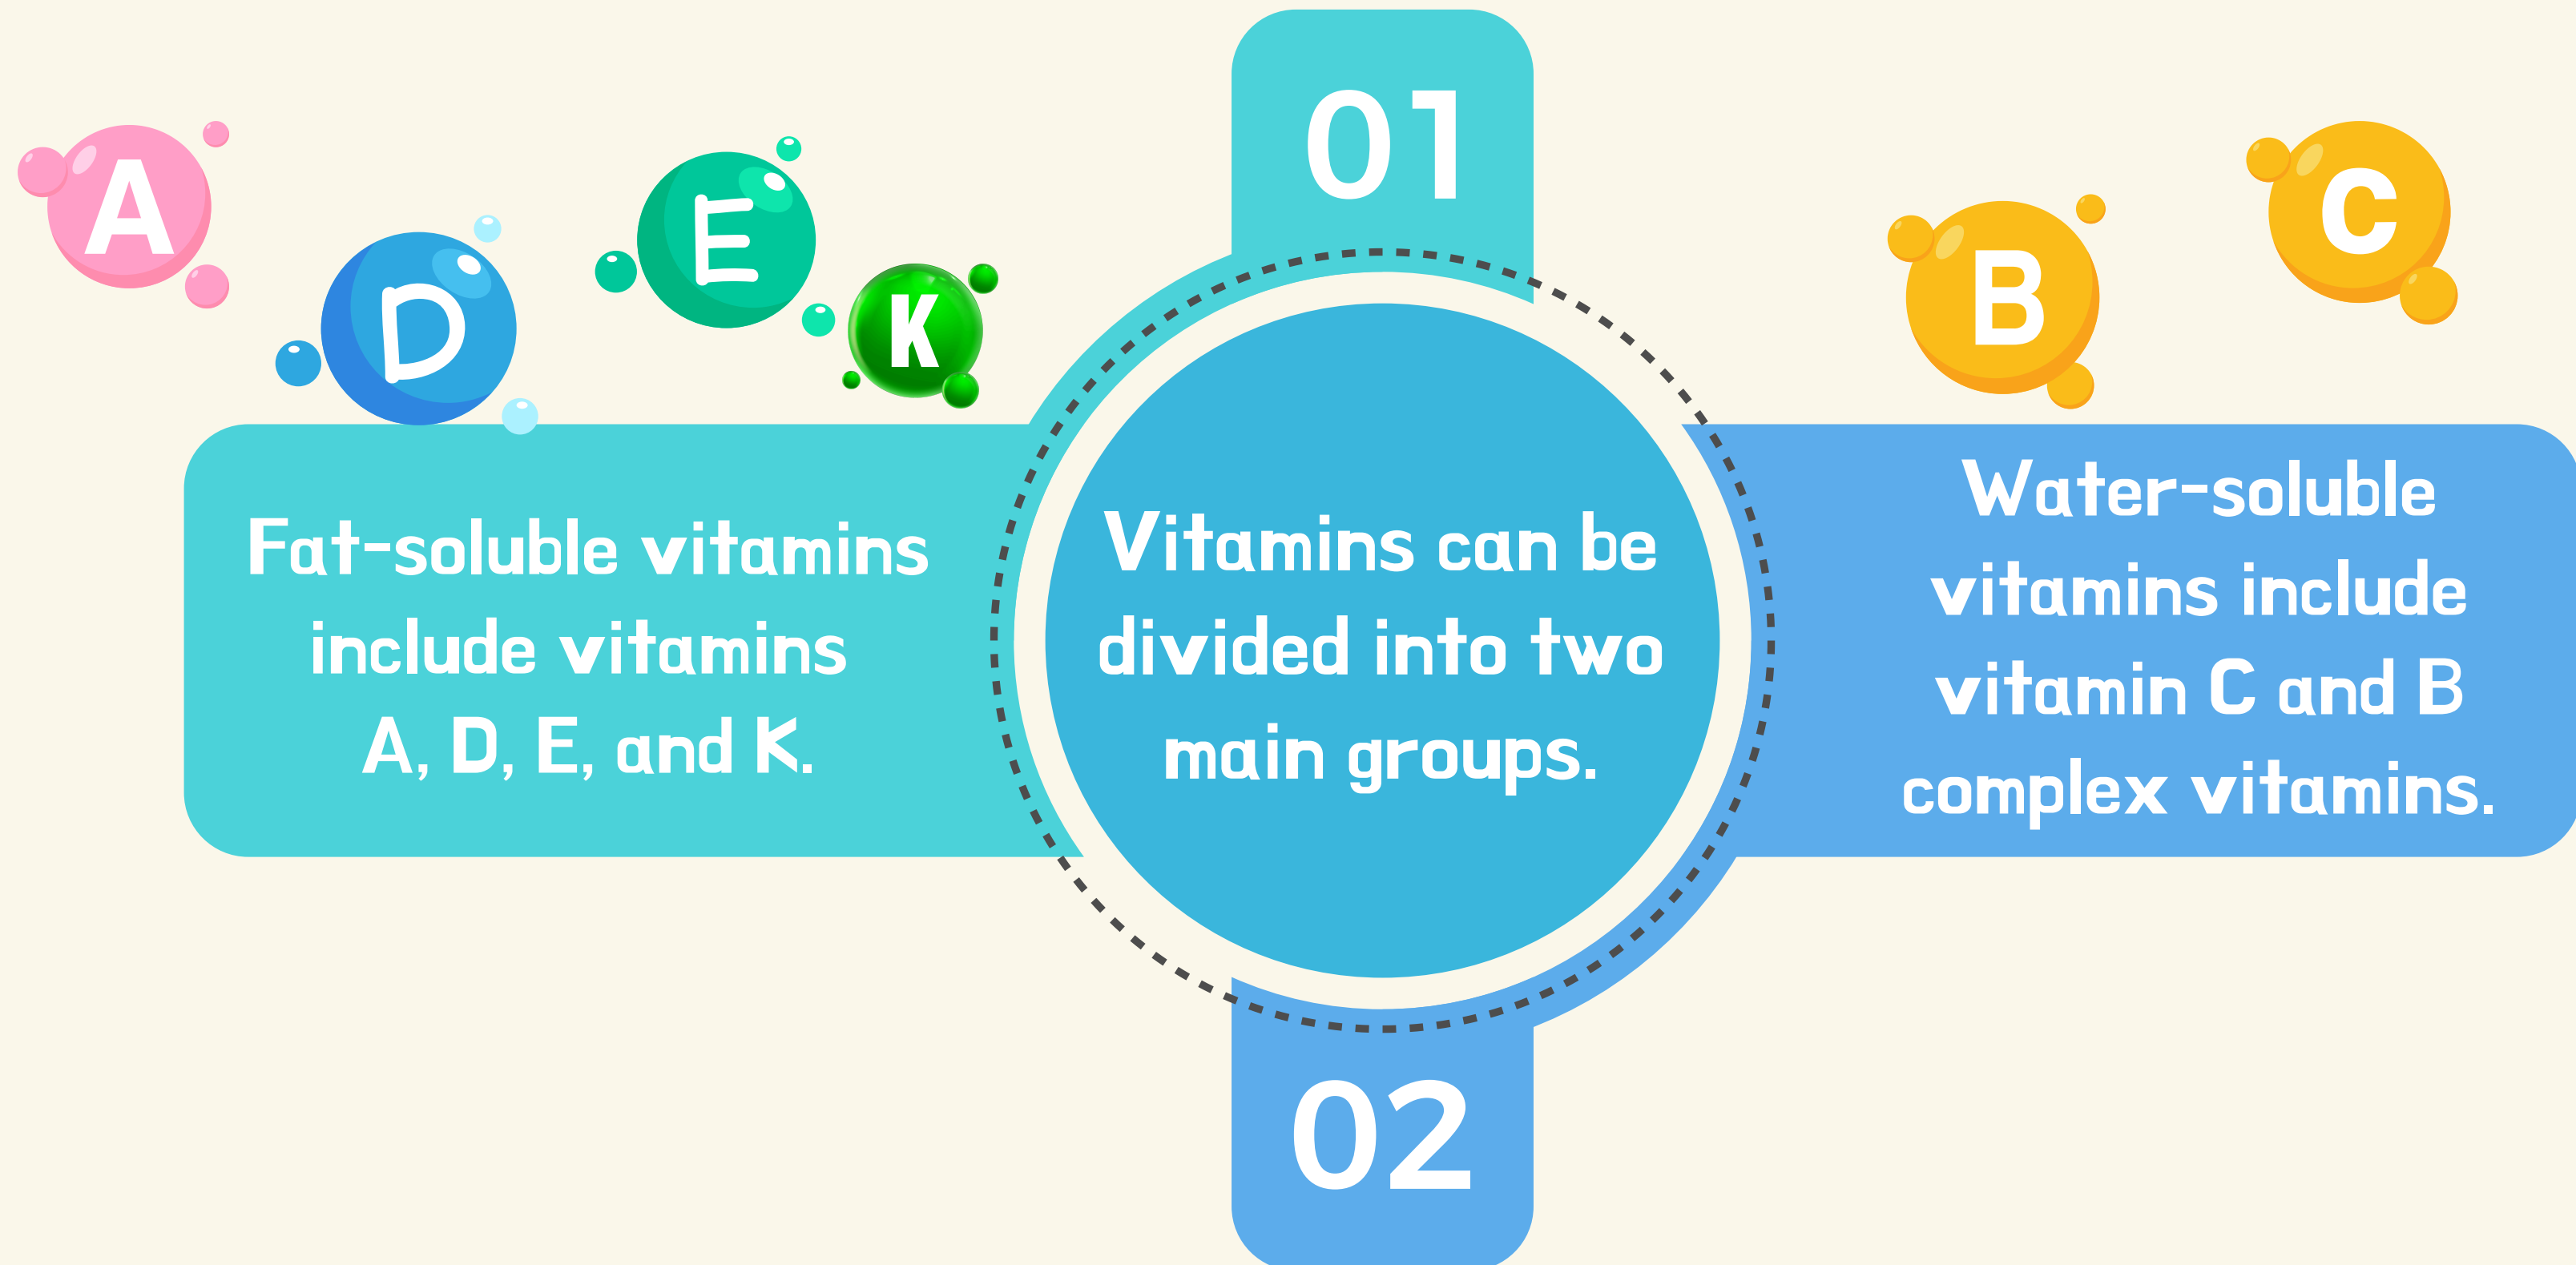 A
D
E
K
01
B
C
Fat-soluble vitamins
include vitamins
A, D, E, and K.
Vitamins can be
divided into two
main groups.
Water-soluble
vitamins include
vitamin C and B
complex vitamins.
02